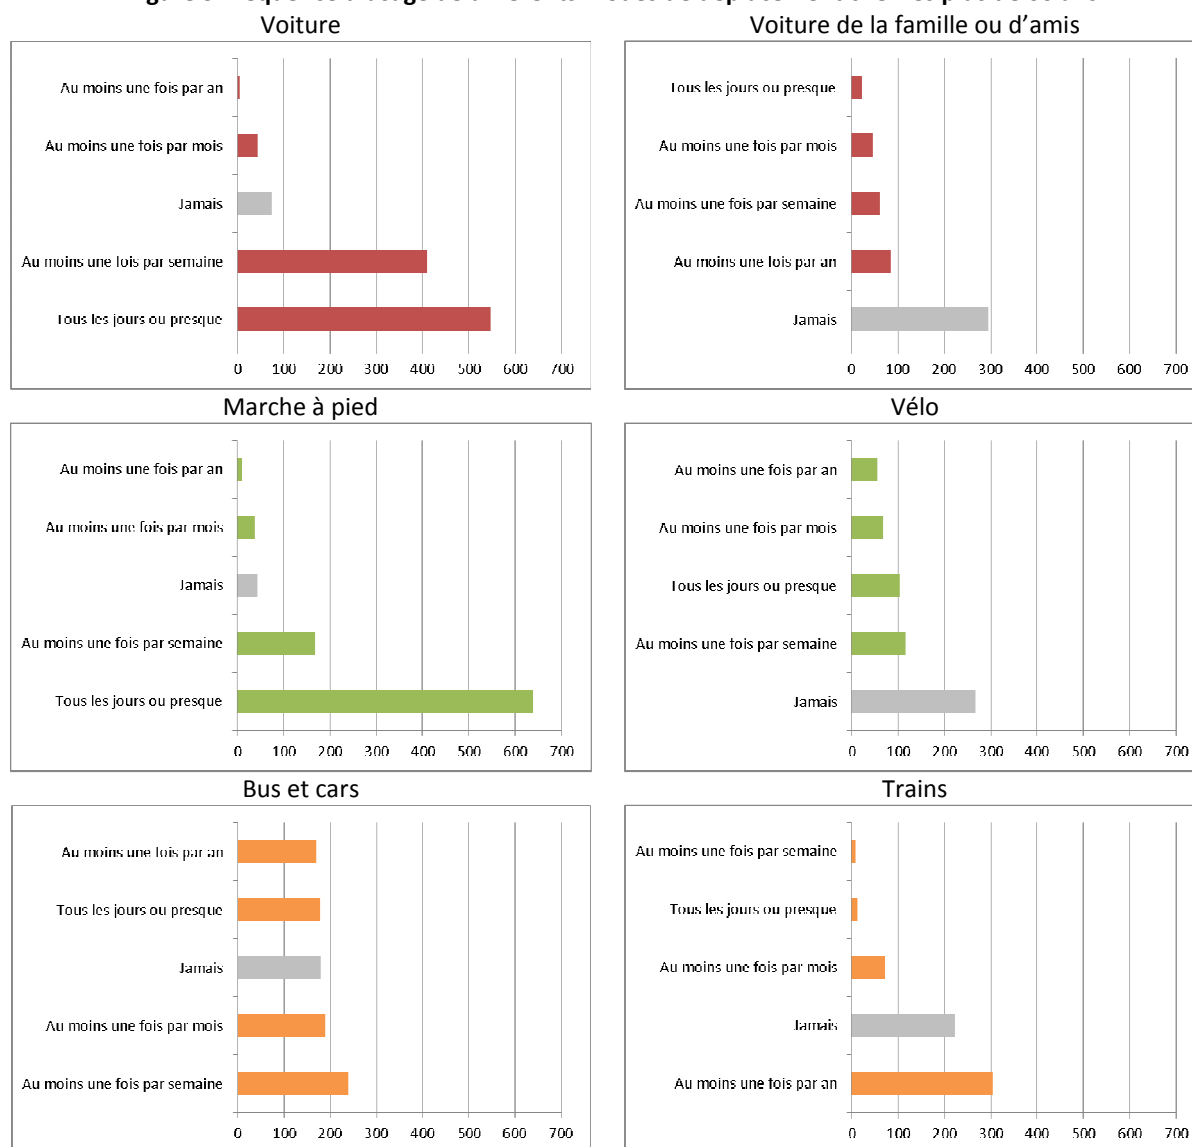 Voiture
Au moins une fois par an
Au moins une fois par mois
Jamais
Au moins une fois par semaine
Tous les jours ou presque
0 100 200 300 400 500 600 700
Voiture de la famille ou d’amis
Tous les jours ou presque
Au moins une fois par mois
Au moins une fois par semaine
Au moins une fois par an
Jamais
0 100 200 300 400 500 600 700
Marche à pied
Au moins une fois par an
Au moins une fois par mois
Jamais
Au moins une fois par semaine
Tous les jours ou presque
0 100 200 300 400 500 600 700
Vélo
Au moins une fois par an
Au moins une fois par mois
Tous les jours ou presque
Au moins une fois par semaine
Jamais
0 100 200 300 400 500 600 700
Bus et cars
Au moins une fois par an
Tous les jours ou presque
Jamais
Au moins une fois par mois
Au moins une fois par semaine
0 100 200 300 400 500 600 700
Trains
Au moins une fois par semaine
Tous les jours ou presque
Au moins une fois par mois
Jamais
Au moins une fois par an
0 100 200 300 400 500 600 700